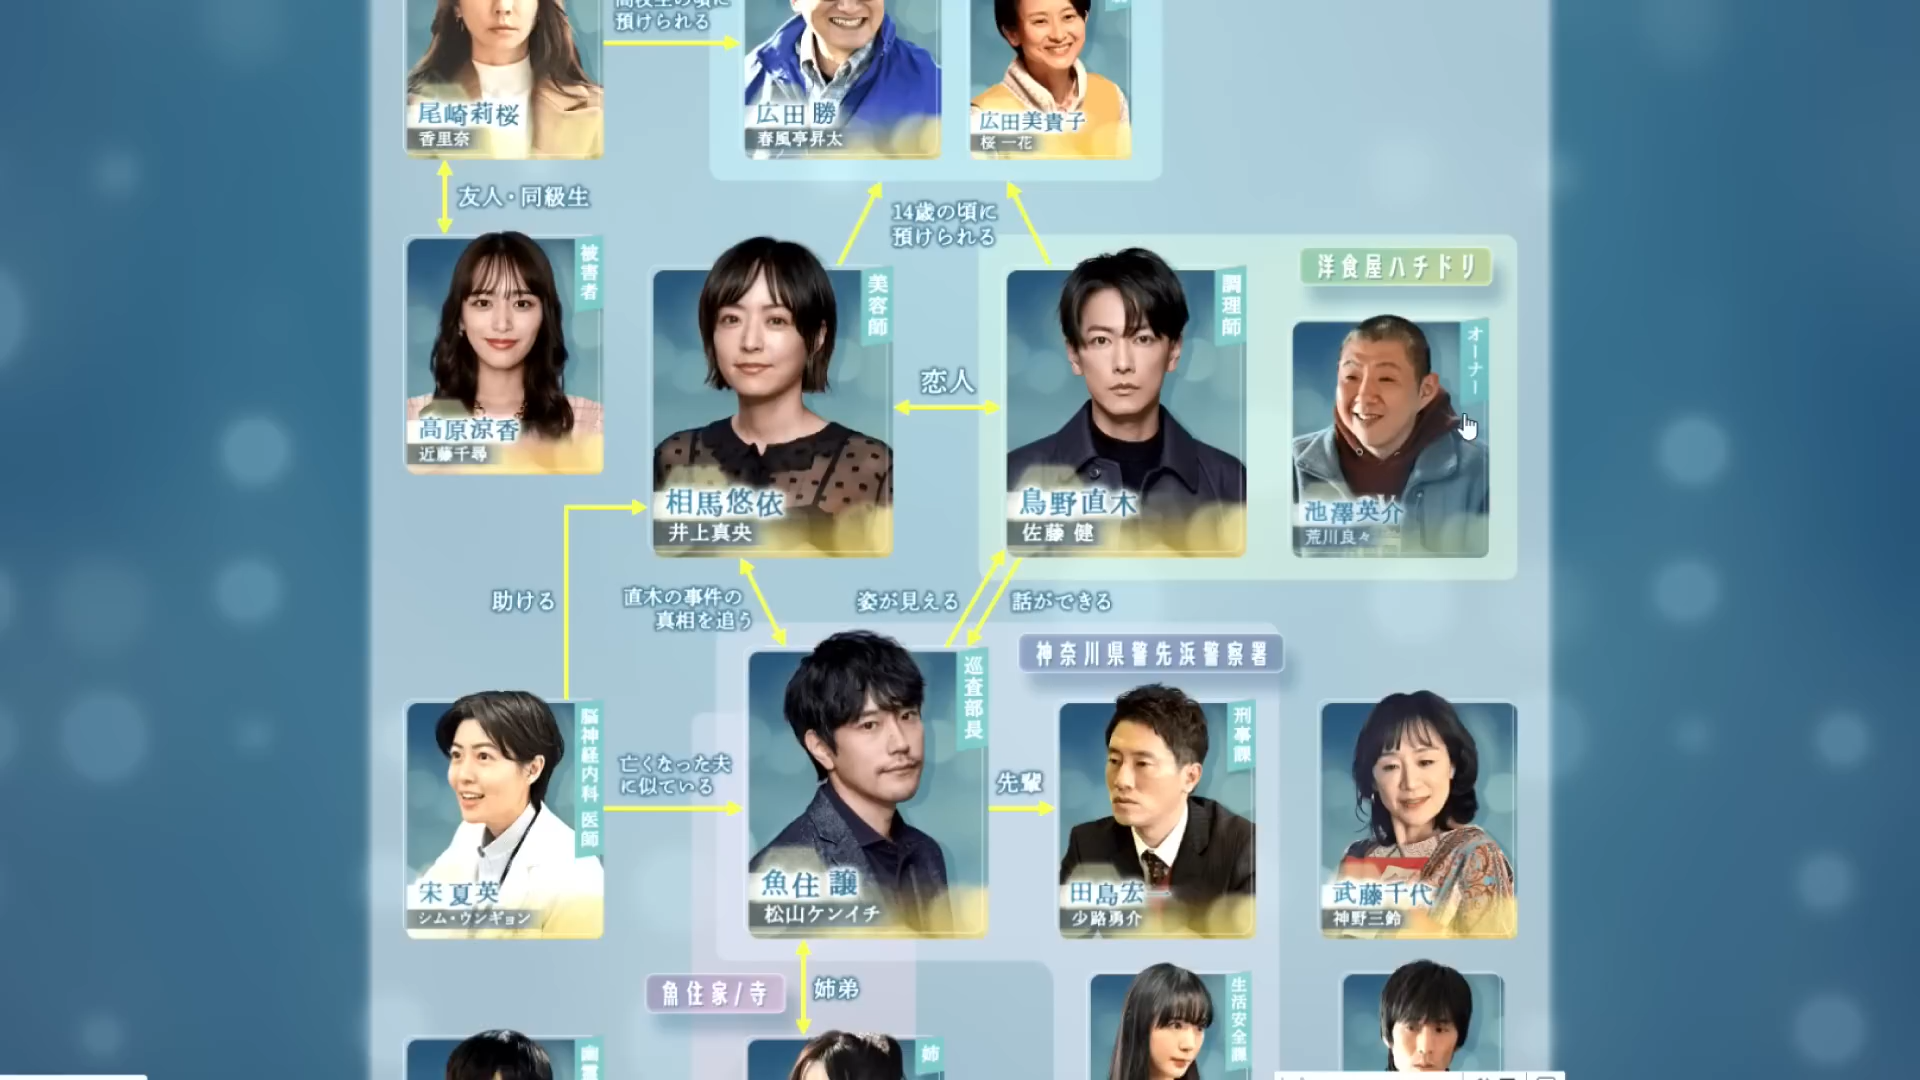 預けられる
尾崎莉桜
香里奈
広田 勝
春風亭昇太
広田美貴子
桜 一花
友人・同級生
14歳の頃に
預けられる
被害者
高原涼香
近藤千尋
美容師
相馬悠依
井上真央
恋人
調理師
鳥野直木
佐藤 健
洋食屋ハチドリ
オーナー
池澤英介
荒川良々
助ける
直木の事件の
真相を追う
姿が見える
話ができる
神奈川県警先浜警察署
脳神経内科 医師
宋 夏英
シム・ウンギョン
亡くなった夫
に似ている
巡査部長
魚住 譲
松山ケンイチ
先輩
刑事課
田島宏一
少路勇介
武藤千代
神野三鈴
魚住家/寺
姉弟
姉
生活安全課